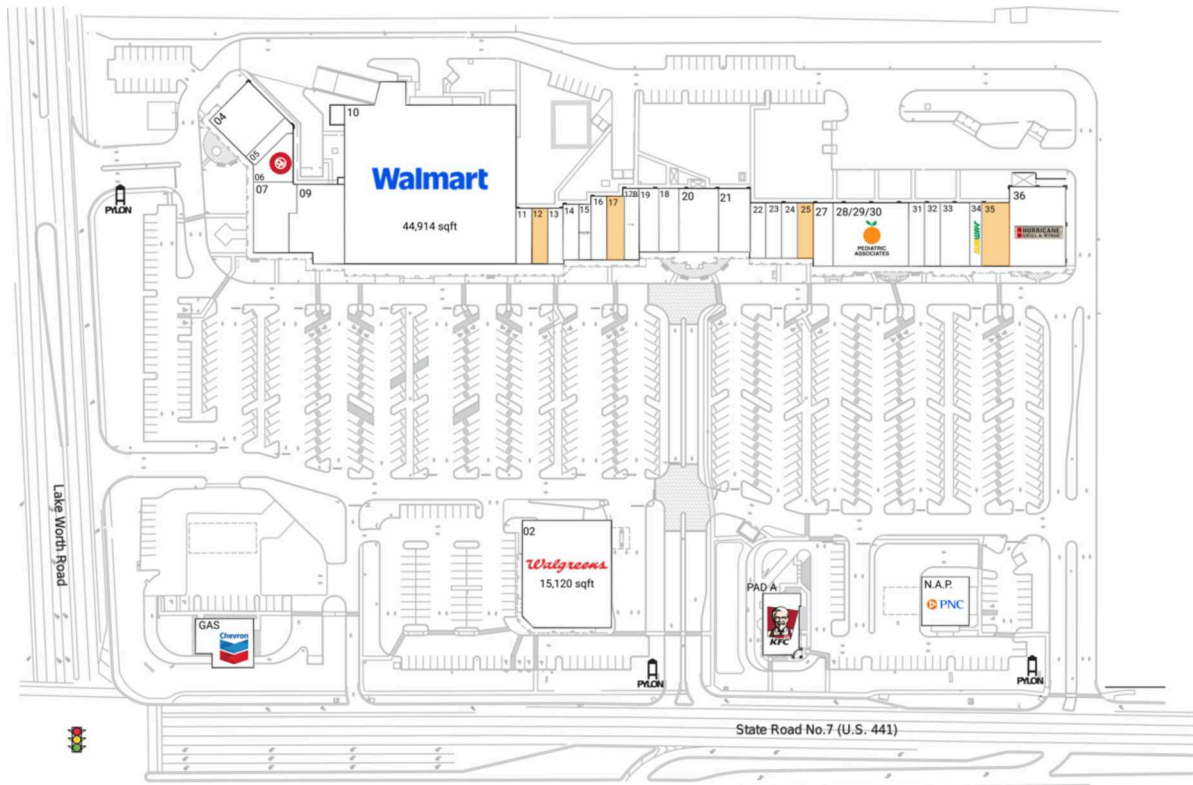 10
Walmart
44,914 sqft
04
05
06
07
09
PYLON
11
12
13
14
15
16
17
17B
19
18
20
21
22
23
24
25
27
28/29/30
PEDIATRIC
ASSOCIATES
31
32
33
34
SUBWAY
35
36
HURRICANE
GRILL & WINGS
Lake Worth Road
02
Walgreens
15,120 sqft
PAD A
KFC
N.A.P.
PNC
GAS
Chevron
PYLON
PYLON
State Road No.7 (U.S. 441)